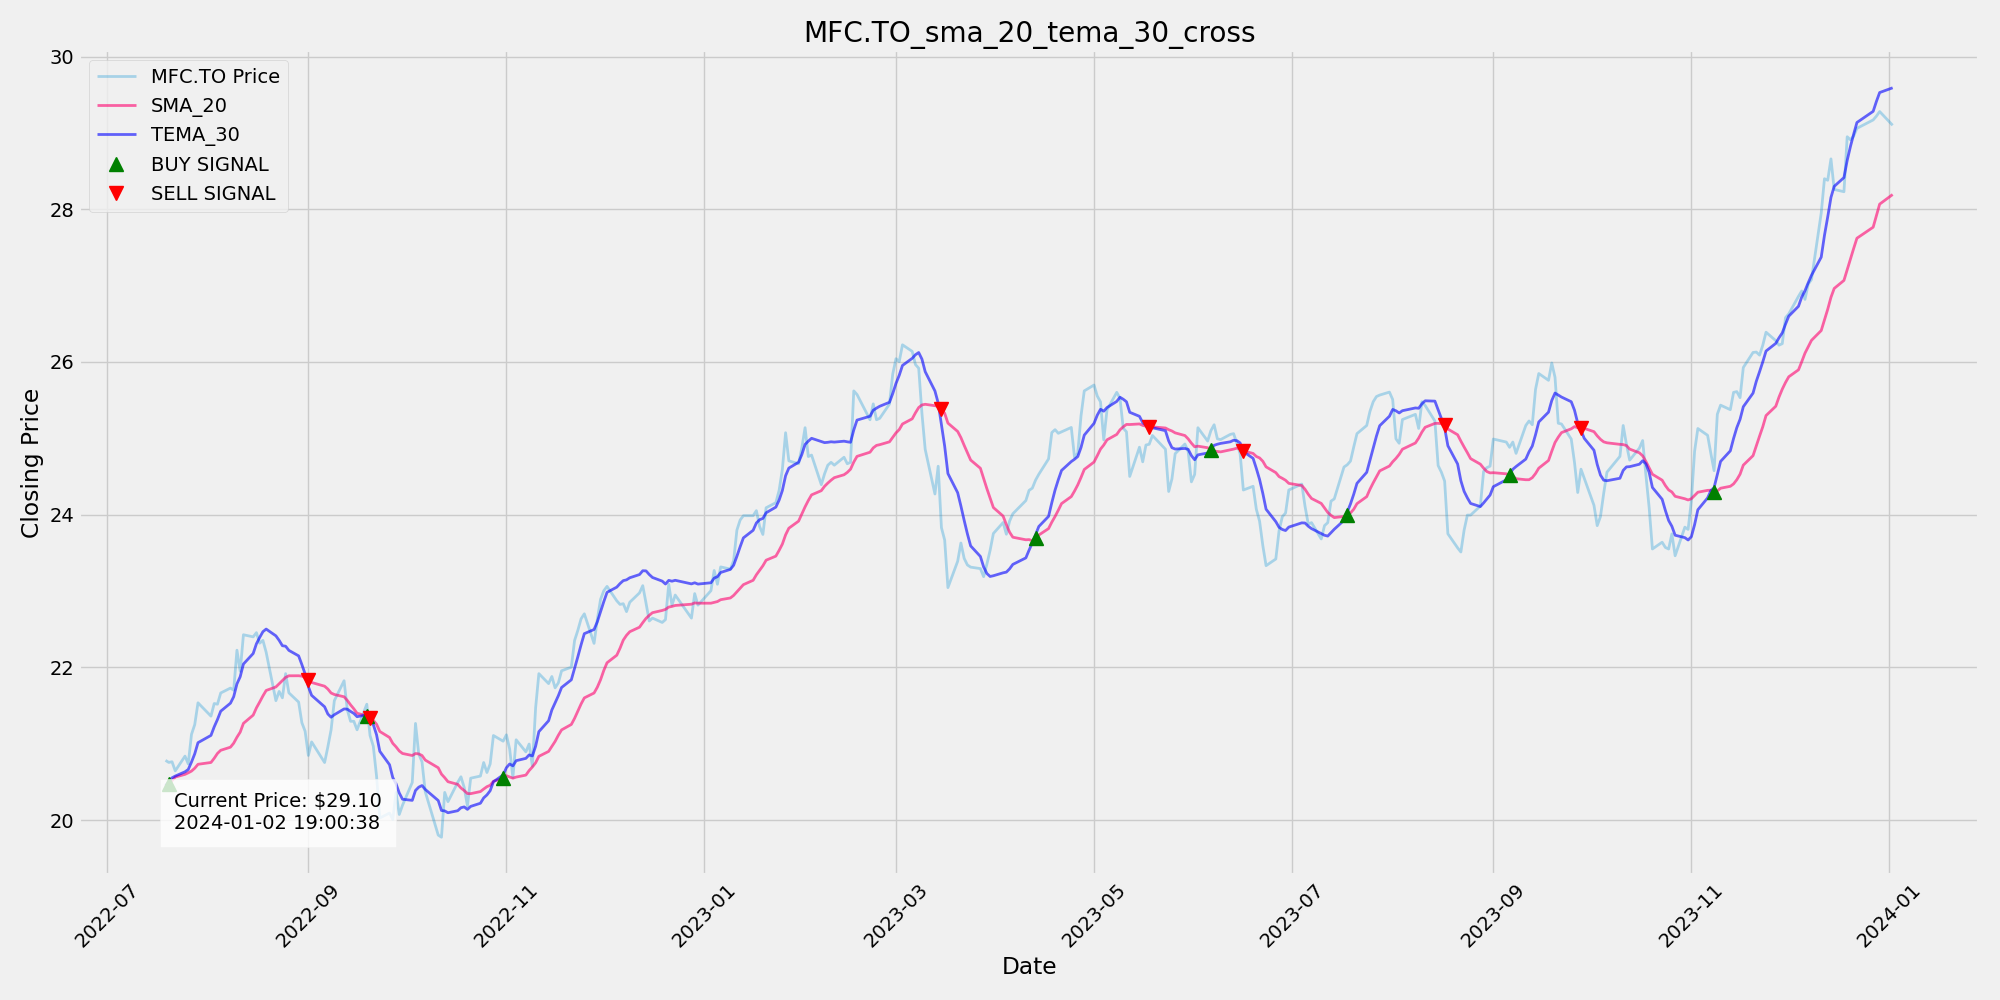 MFC.TO_sma_20_tema_30_cross
30
28
26
24
22
20
Closing Price
MFC.TO Price
SMA_20
TEMA_30
BUY SIGNAL
SELL SIGNAL
Current Price: $29.10
2024-01-02 19:00:38
2022-07
2022-09
2022-11
2023-01
2023-03
2023-05
2023-07
2023-09
2023-11
2024-01
Date